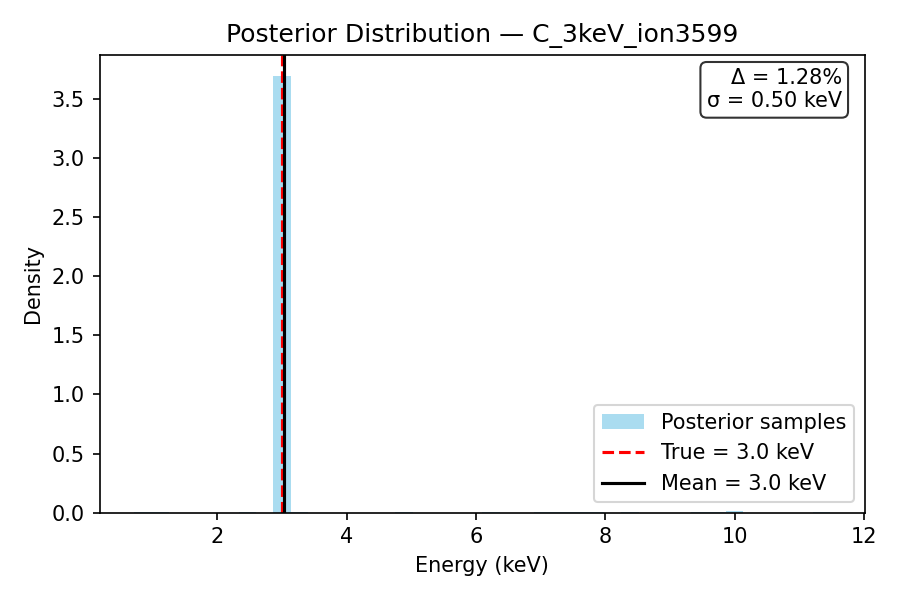 Posterior Distribution — C_3keV_ion3599
Δ = 1.28%
σ = 0.50 keV
3.5
3.0
2.5
2.0
1.5
1.0
0.5
0.0
Density
Posterior samples
True = 3.0 keV
Mean = 3.0 keV
2 4 6 8 10 12
Energy (keV)